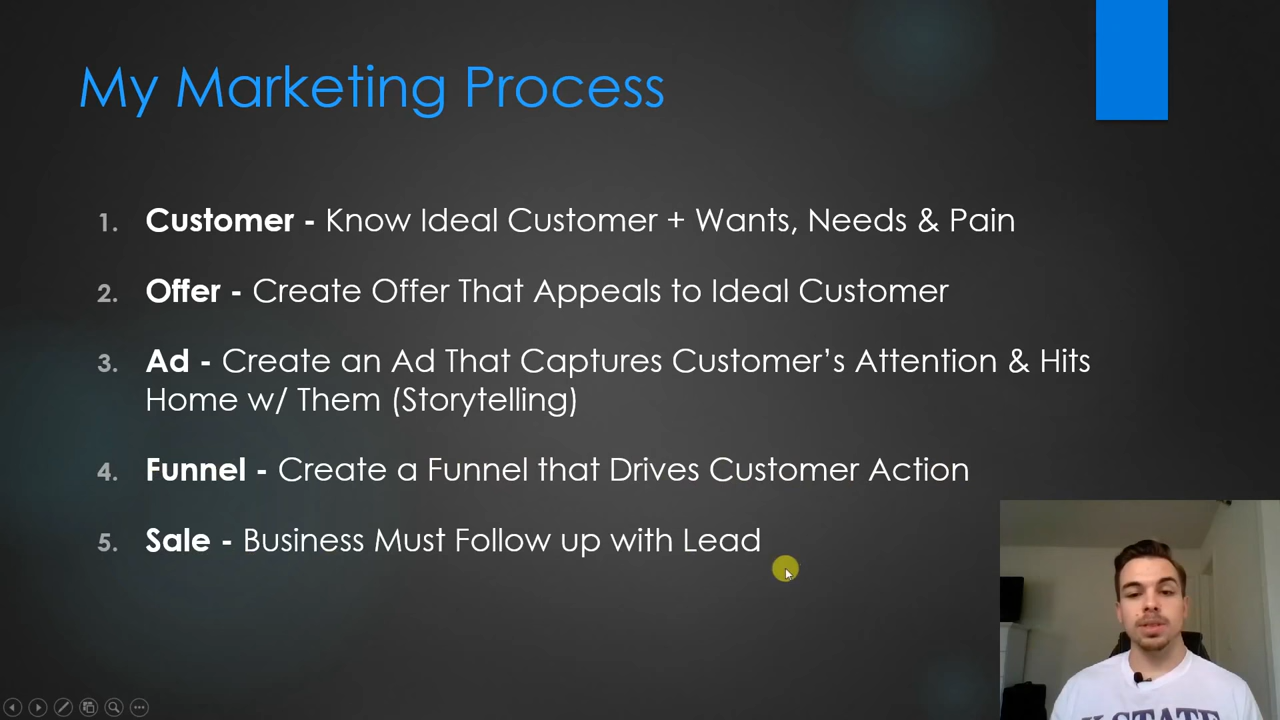 My Marketing Process
1. Customer - Know Ideal Customer + Wants, Needs & Pain
2. Offer - Create Offer That Appeals to Ideal Customer
3. Ad - Create an Ad That Captures Customer’s Attention & Hits
Home w/ Them (Storytelling)
4. Funnel - Create a Funnel that Drives Customer Action
5. Sale - Business Must Follow up with Lead
STATE